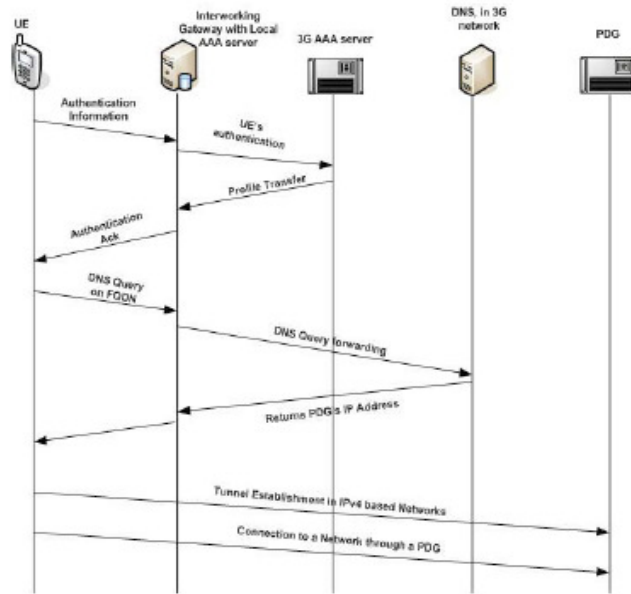 UE
Interworking
Gateway with Local
AAA server
3G AAA server
DNS, in 3G
network
PDG
Authentication
Information
UE's
authentication
Profile Transfer
Authentication
Ack
DNS Query
on FQDN
DNS Query forwarding
Returns PDG's IP Address
Tunnel Establishment in IPv4 based Networks
Connection to a Network through a PDG